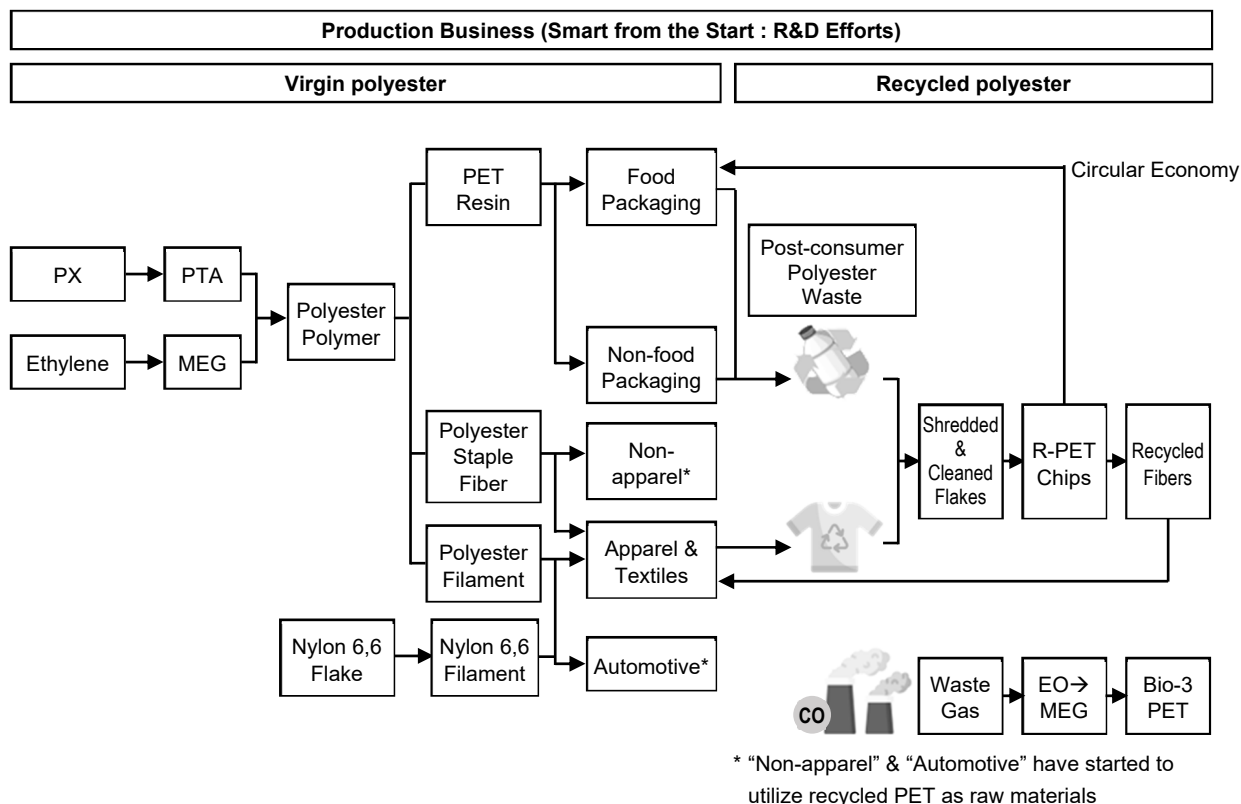 Production Business (Smart from the Start : R&D Efforts)
Virgin polyester
Recycled polyester
PET
Resin
Food
Packaging
Circular Economy
Post-consumer
Polyester
Waste
PX
PTA
Polyester
Polymer
Ethylene
MEG
Non-food
Packaging
Polyester
Staple
Fiber
Non-
apparel*
Shredded
&
Cleaned
Flakes
R-PET
Chips
Recycled
Fibers
Polyester
Filament
Apparel &
Textiles
Nylon 6,6
Flake
Nylon 6,6
Filament
Automotive*
CO
Waste
Gas
EO→
MEG
Bio-3
PET
* “Non-apparel” & “Automotive” have started to
utilize recycled PET as raw materials